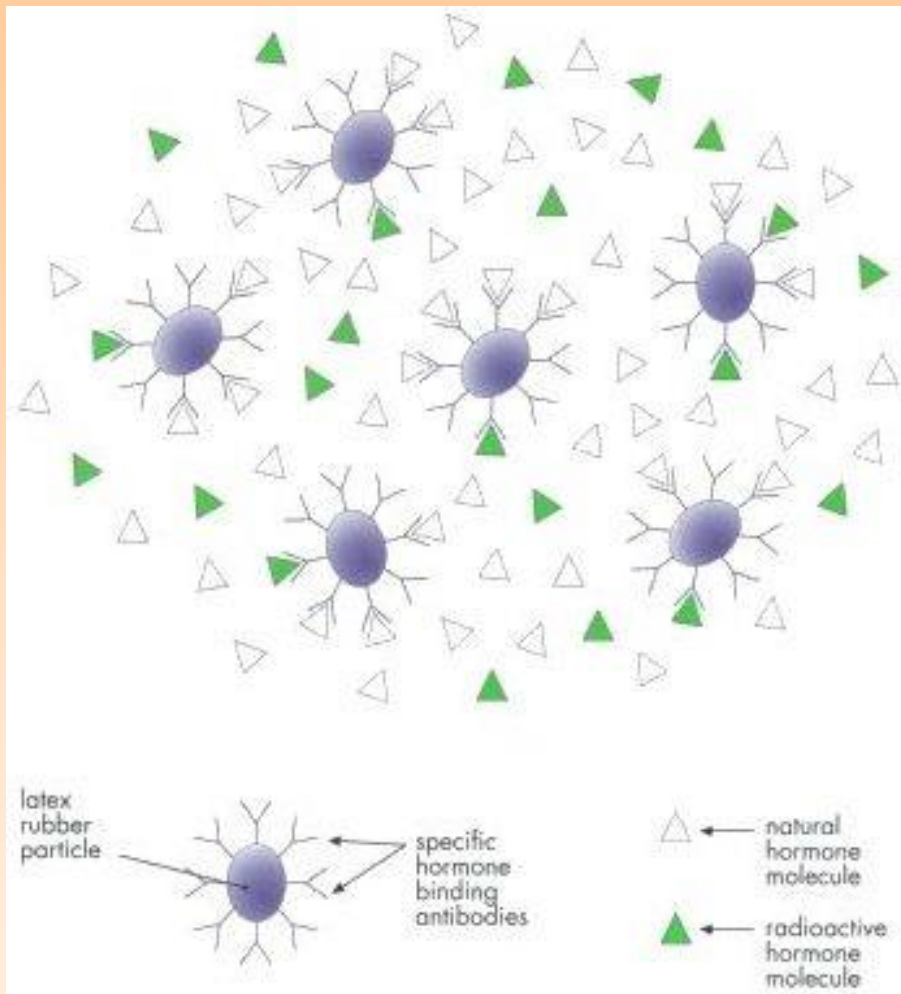 latex
rubber
particle
specific
hormone
binding
antibodies
natural
hormone
molecule
radioactive
hormone
molecule